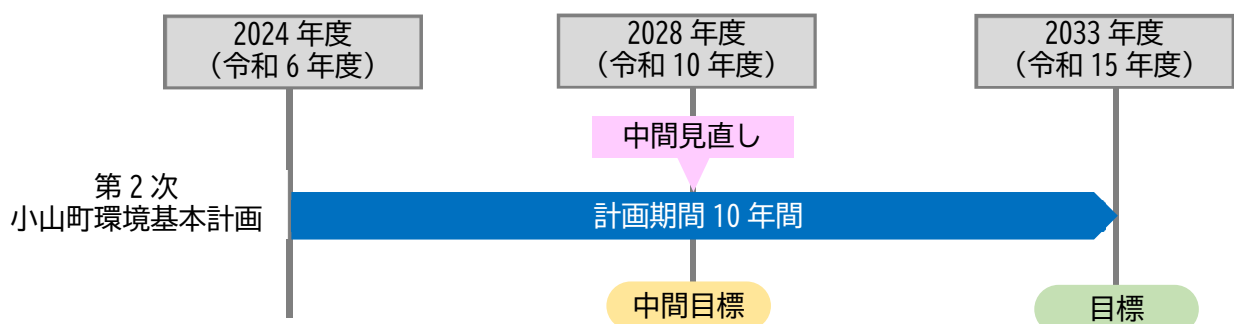 2024 年度
（令和 6 年度）
2028 年度
（令和 10 年度）
2033 年度
（令和 15 年度）
中間見直し
第 2 次
小山町環境基本計画
計画期間 10 年間
中間目標
目標